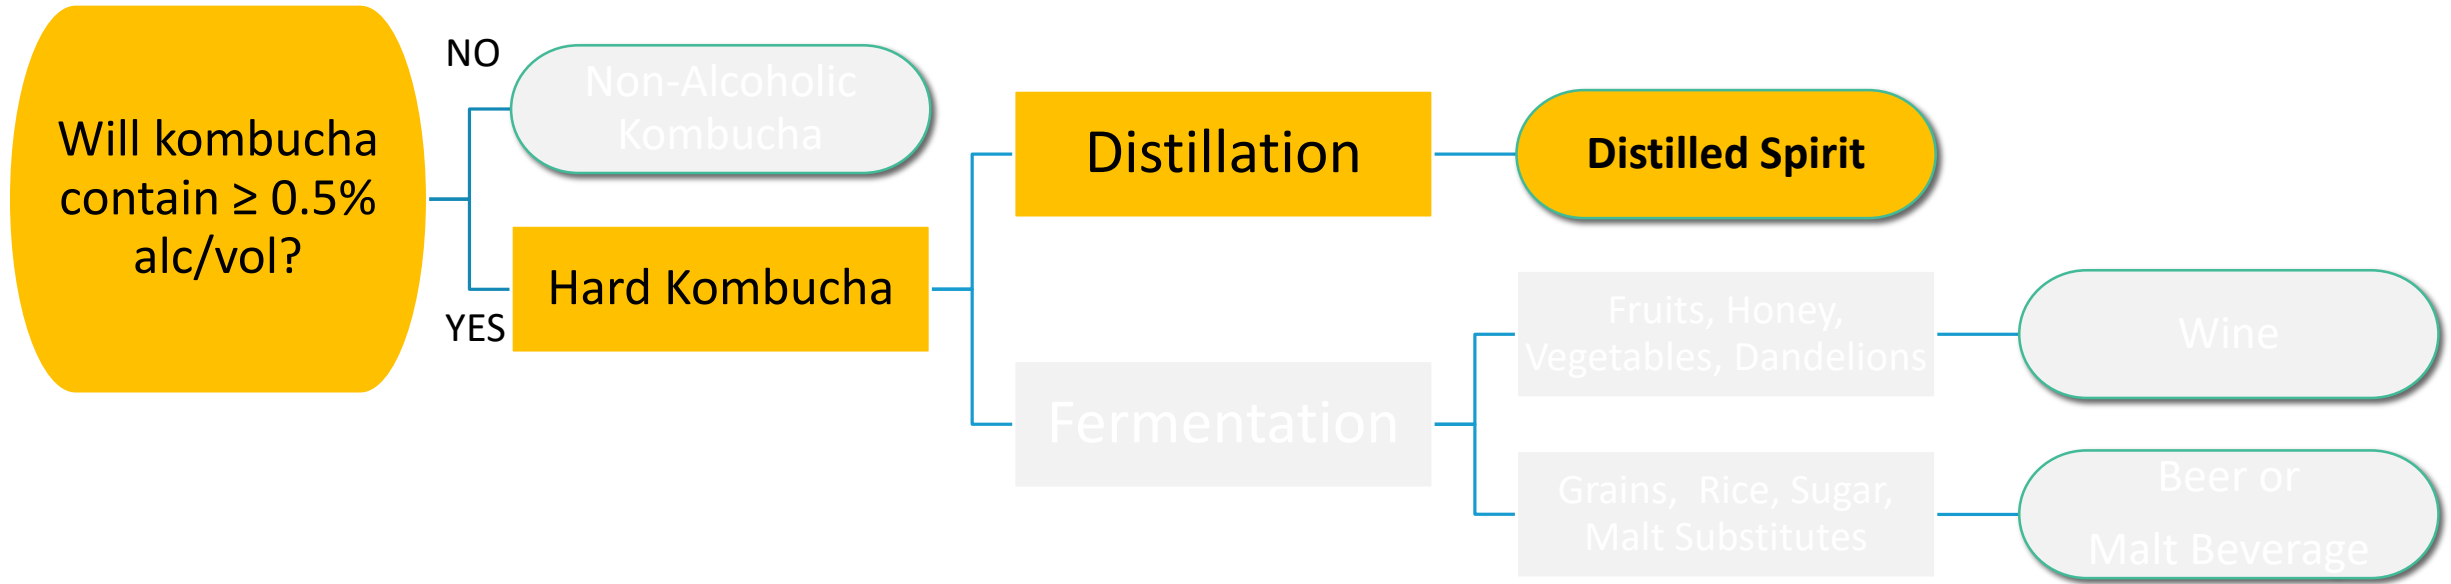 Will kombucha
contain ≥ 0.5%
alc/vol?
NO
YES
Non-Alcoholic
Kombucha
Hard Kombucha
Distillation
Distilled Spirit
Fermentation
Fruits, Honey,
Vegetables, Dandelions
Wine
Grains, Rice, Sugar,
Malt Substitutes
Beer or
Malt Beverage